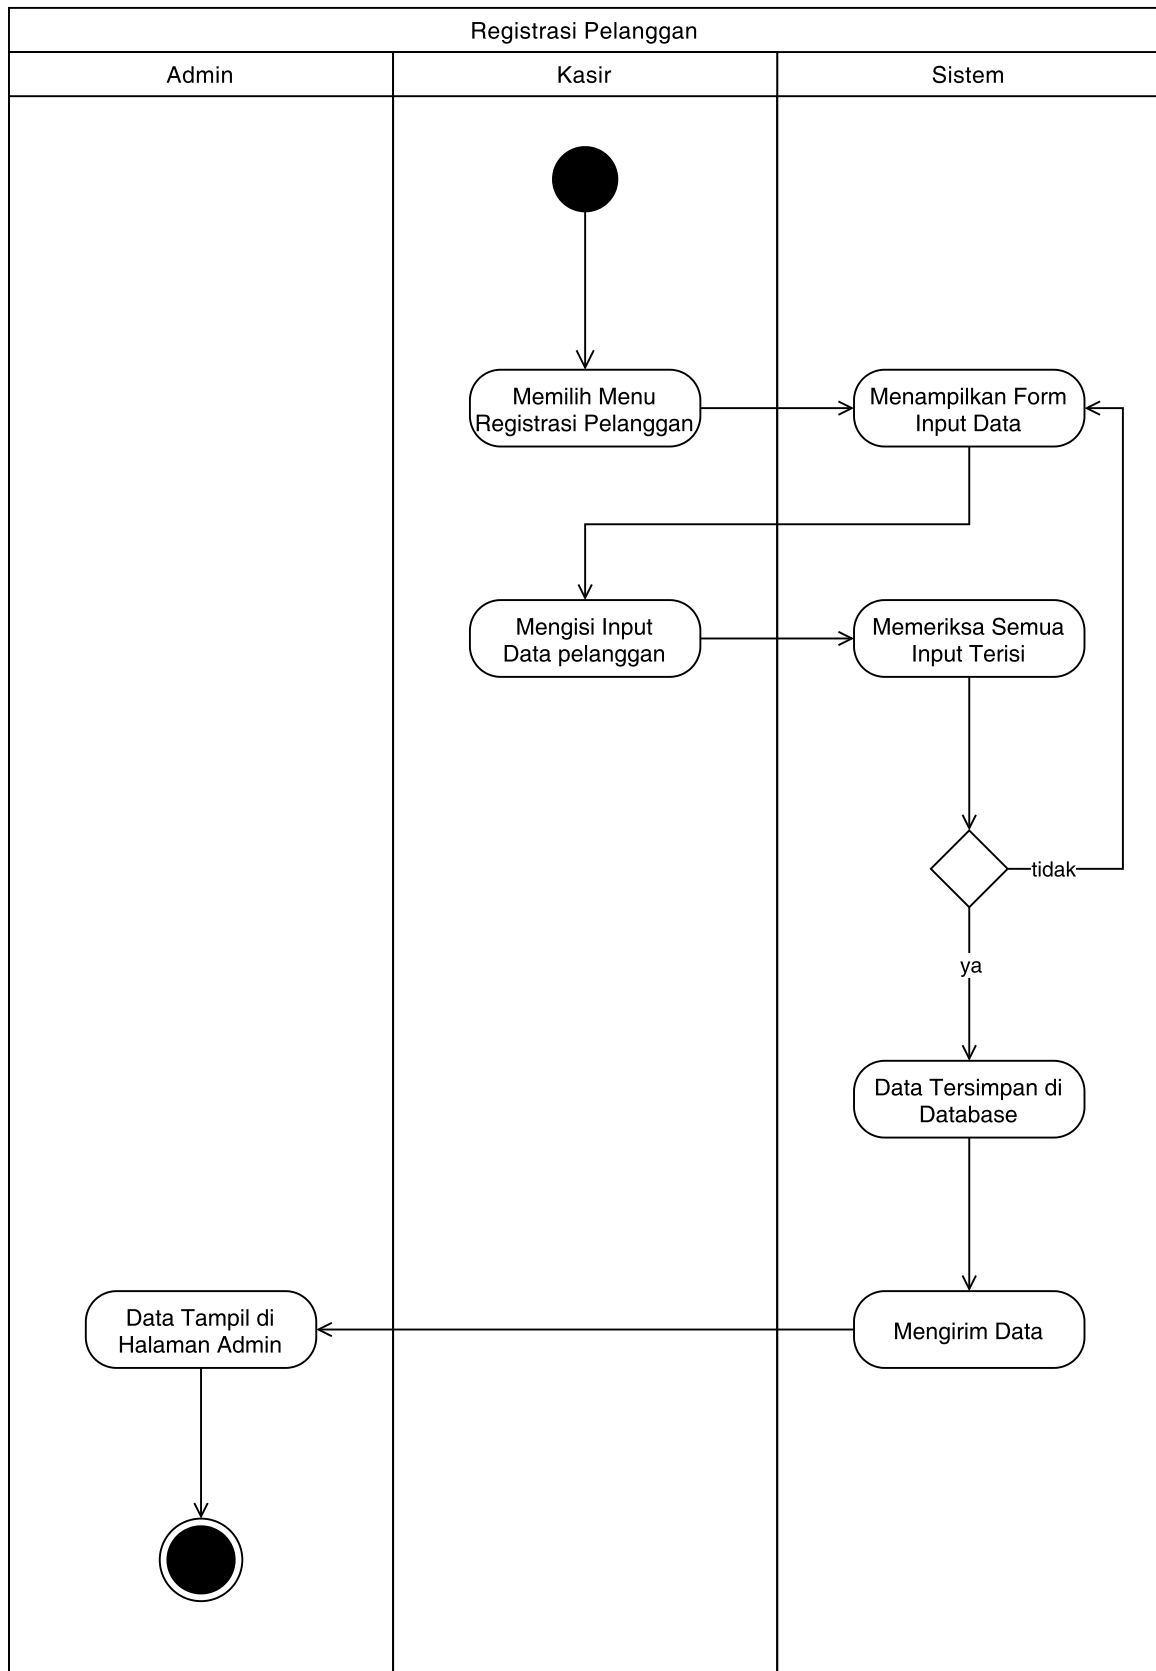 Registrasi Pelanggan
Admin
Kasir
Sistem
Memilih Menu
Registrasi Pelanggan
Menampilkan Form
Input Data
Mengisi Input
Data pelanggan
Memeriksa Semua
Input Terisi
tidak
ya
Data Tersimpan di
Database
Data Tampil di
Halaman Admin
Mengirim Data